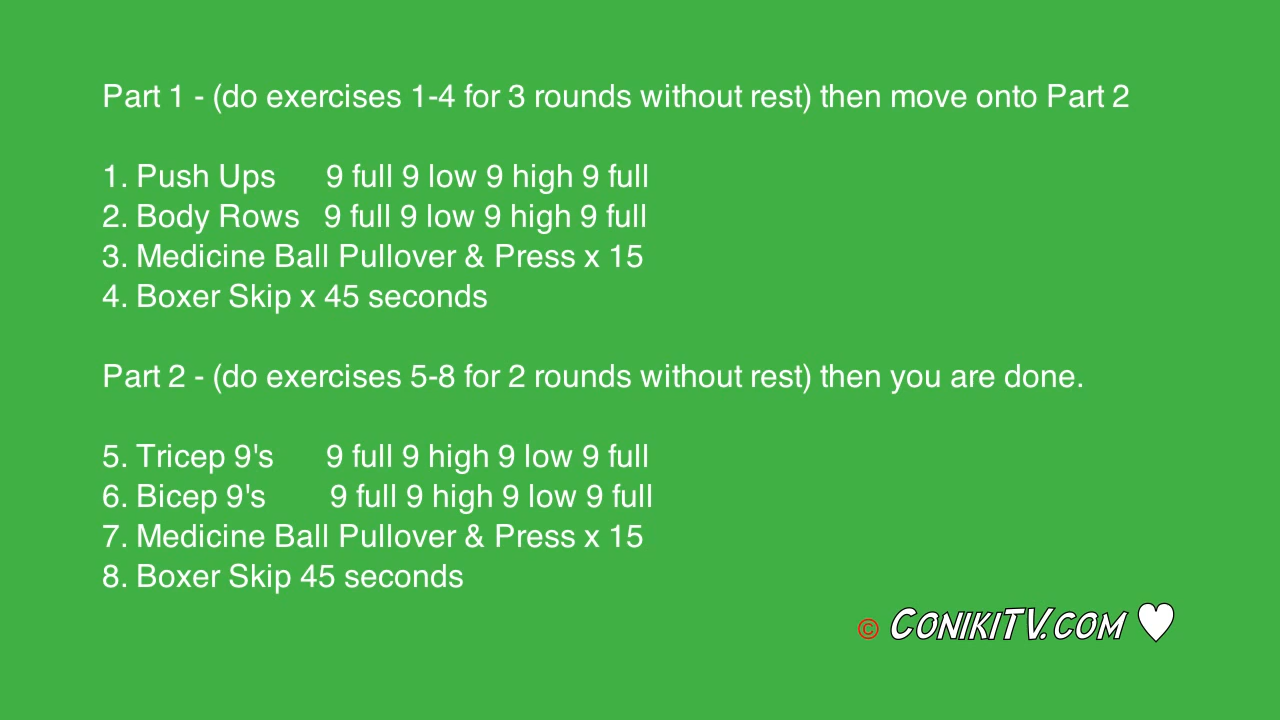 Part 1 - (do exercises 1-4 for 3 rounds without rest) then move onto Part 2
1. Push Ups 9 full 9 low 9 high 9 full
2. Body Rows 9 full 9 low 9 high 9 full
3. Medicine Ball Pullover & Press x 15
4. Boxer Skip x 45 seconds
Part 2 - (do exercises 5-8 for 2 rounds without rest) then you are done.
5. Tricep 9's 9 full 9 high 9 low 9 full
6. Bicep 9's 9 full 9 high 9 low 9 full
7. Medicine Ball Pullover & Press x 15
8. Boxer Skip 45 seconds
© CONIKITV.COM